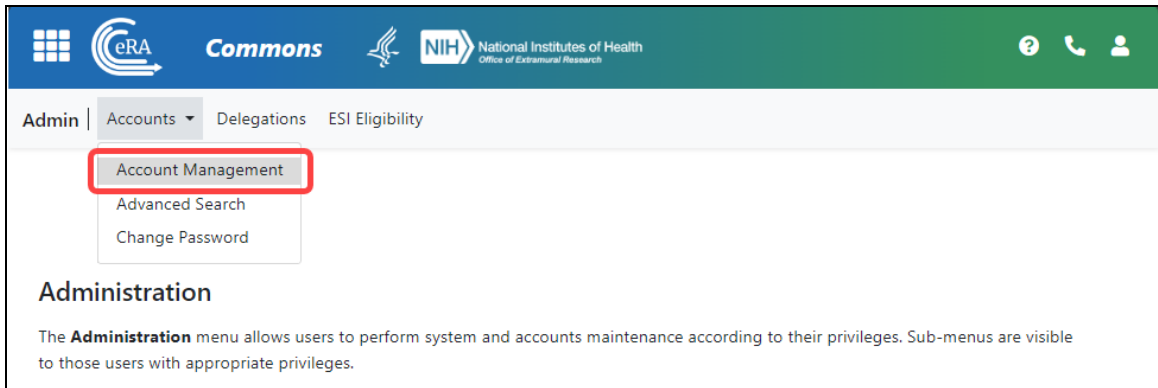 eRA Commons NIH National Institutes of Health
Office of Extramural Research
Admin | Accounts Delegations ESI Eligibility
Account Management
Advanced Search
Change Password
Administration
The Administration menu allows users to perform system and accounts maintenance according to their privileges. Sub-menus are visible
to those users with appropriate privileges.